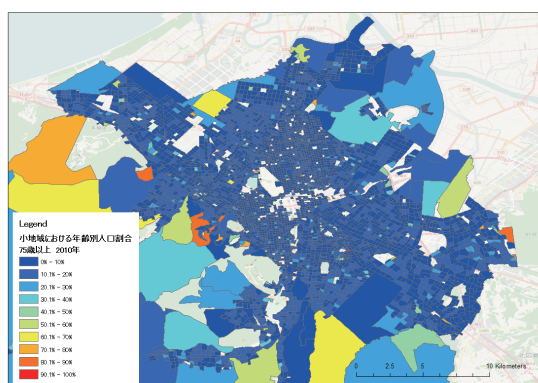 Legend
小地域における年齢別人口割合
75歳以上 2010年
0% - 10%
10.1% - 20%
20.1% - 30%
30.1% - 40%
40.1% - 50%
50.1% - 60%
60.1% - 70%
70.1% - 80%
80.1% - 90%
90.1% - 100%
0 2.5 5 10 Kilometers